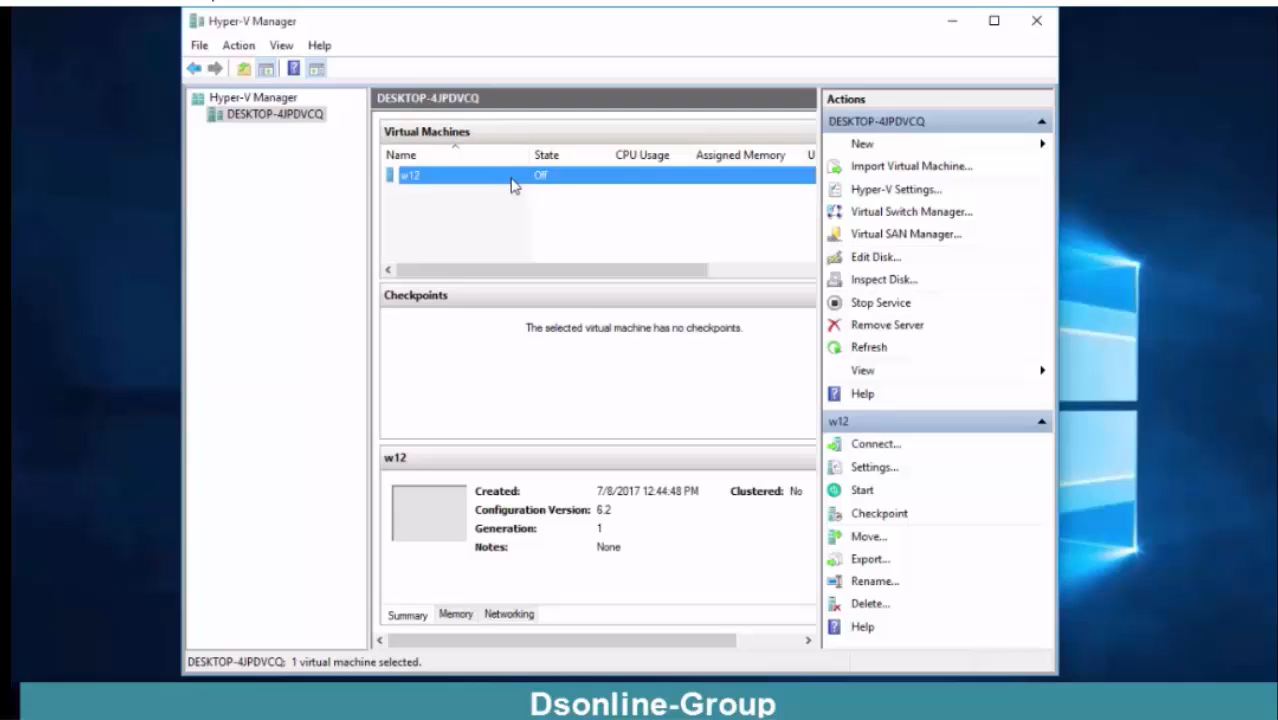 Hyper-V Manager
File Action View Help
Hyper-V Manager
DESKTOP-4JPDVCQ
DESKTOP-4JPDVCQ
Virtual Machines
Name State CPU Usage Assigned Memory U
w12 Off
Checkpoints
The selected virtual machine has no checkpoints.
w12
Created: 7/8/2017 12:44:48 PM Clustered: No
Configuration Version: 6.2
Generation: 1
Notes: None
Summary Memory Networking
Actions
DESKTOP-4JPDVCQ
New
Import Virtual Machine...
Hyper-V Settings...
Virtual Switch Manager...
Virtual SAN Manager...
Edit Disk...
Inspect Disk...
Stop Service
Remove Server
Refresh
View
Help
w12
Connect...
Settings...
Start
Checkpoint
Move...
Export...
Rename...
Delete...
Help
DESKTOP-4JPDVCQ: 1 virtual machine selected.
Dsonline-Group